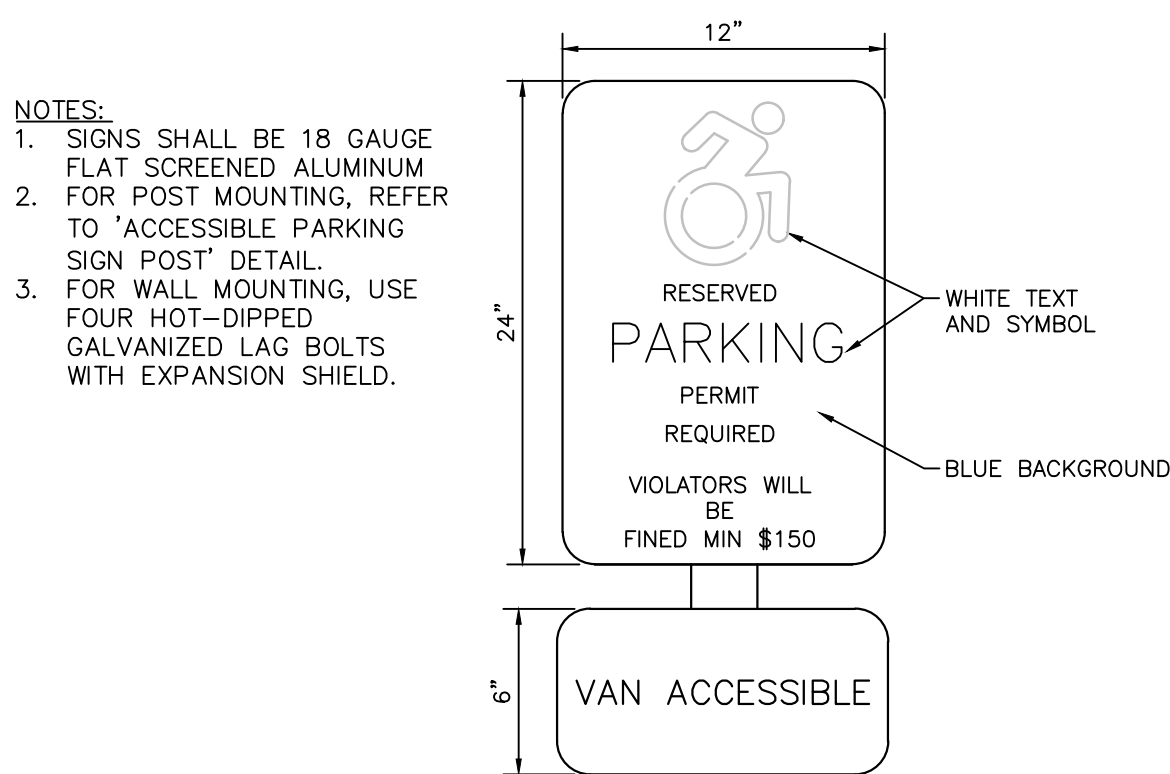 NOTES:
1. SIGNS SHALL BE 18 GAUGE
FLAT SCREENED ALUMINUM
2. FOR POST MOUNTING, REFER
TO 'ACCESSIBLE PARKING
SIGN POST' DETAIL.
3. FOR WALL MOUNTING, USE
FOUR HOT-DIPPED
GALVANIZED LAG BOLTS
WITH EXPANSION SHIELD.
12"
24"
RESERVED
PARKING
PERMIT
REQUIRED
VIOLATORS WILL
BE
FINED MIN $150
WHITE TEXT
AND SYMBOL
BLUE BACKGROUND
6"
VAN ACCESSIBLE